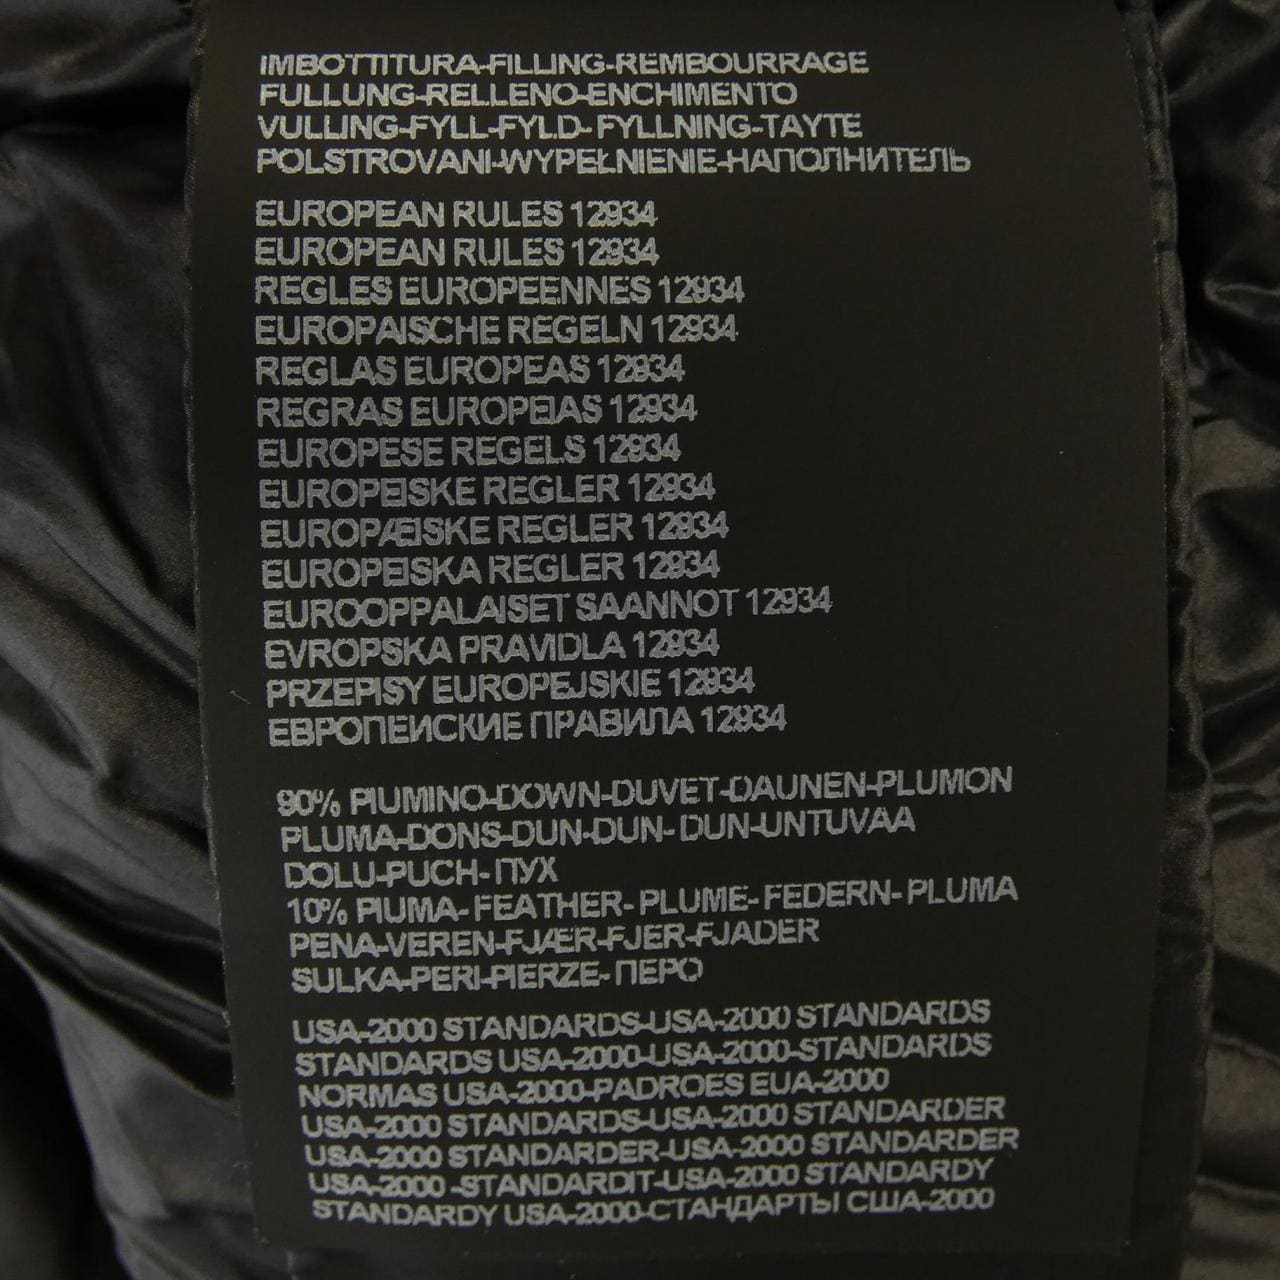 IMBOTTITURA-FILLING-REMBOURRAGE
FULLUNG-RELLENO-ENCHIMENTO
VULLING-FYLL-FYLD- FYLLNING-TAYTE
POLSTROVANI-WYPEŁNIENIE-НАПОЛНИТЕЛЬ
EUROPEAN RULES 12934
EUROPEAN RULES 12934
REGLES EUROPEENNES 12934
EUROPAISCHE REGELN 12934
REGLAS EUROPEAS 12934
REGRAS EUROPEIAS 12934
EUROPESE REGELS 12934
EUROPEISKE REGLER 12934
EUROPÆISKE REGLER 12934
EUROPEISKA REGLER 12934
EUROOPPALAISET SAANNOT 12934
EVROPSKA PRAVIDLA 12934
PRZEPISY EUROPEJSKIE 12934
ЕВРОПЕИСКИЕ ПРАВИЛА 12934
90% PIUMINO-DOWN-DUVET-DAUNEN-PLUMON
PLUMA-DONS-DUN-DUN- DUN-UNTUVAA
DOLU-PUCH- ПУХ
10% PIUMA- FEATHER- PLUME- FEDERN- PLUMA
PENA-VEREN-FJÆR-FJER-FJADER
SULKA-PERI-PIERZE- ПЕРО
USA-2000 STANDARDS-USA-2000 STANDARDS
STANDARDS USA-2000-USA-2000-STANDARDS
NORMAS USA-2000-PADROES EUA-2000
USA-2000 STANDARDS-USA-2000 STANDARDER
USA-2000 STANDARDER-USA-2000 STANDARDER
USA-2000 -STANDARDIT-USA-2000 STANDARDY
STANDARDY USA-2000-СТАНДАРТЫ США-2000